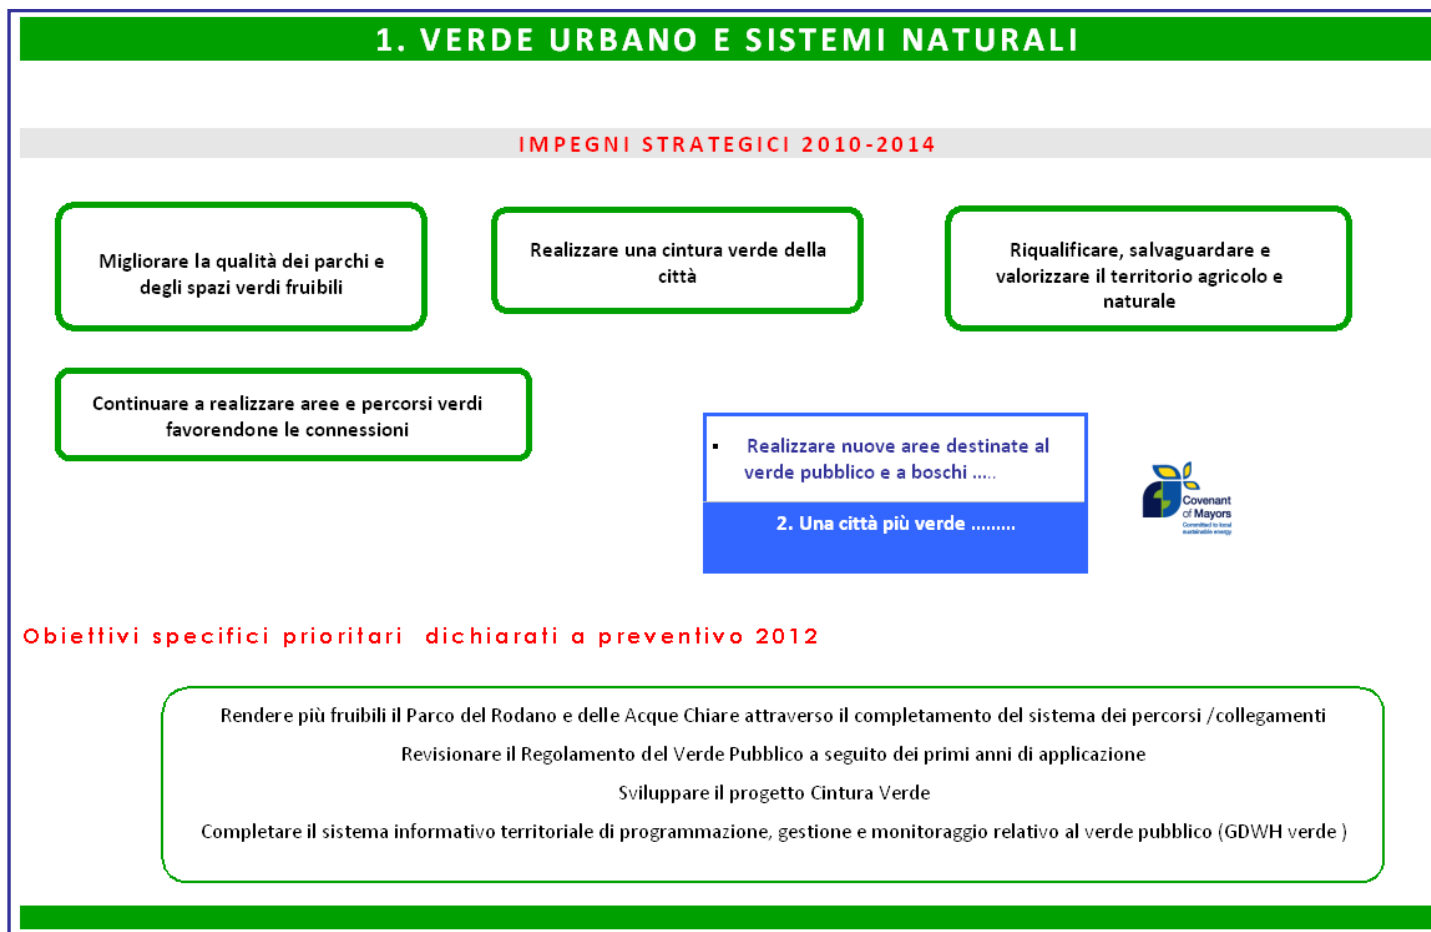 1. VERDE URBANO E SISTEMI NATURALI
IMPEGNI STRATEGICI 2010-2014
Migliorare la qualità dei parchi e
degli spazi verdi fruibili
Realizzare una cintura verde della
città
Riqualificare, salvaguardare e
valorizzare il territorio agricolo e
naturale
Continuare a realizzare aree e percorsi verdi
favorendone le connessioni
▪ Realizzare nuove aree destinate al
verde pubblico e a boschi .....
2. Una città più verde .........
Covenant
of Mayors
Committed to local
sustainable energy
Obiettivi specifici prioritari dichiarati a preventivo 2012
Rendere più fruibili il Parco del Rodano e delle Acque Chiare attraverso il completamento del sistema dei percorsi /collegamenti
Revisionare il Regolamento del Verde Pubblico a seguito dei primi anni di applicazione
Sviluppare il progetto Cintura Verde
Completare il sistema informativo territoriale di programmazione, gestione e monitoraggio relativo al verde pubblico (GDWH verde )